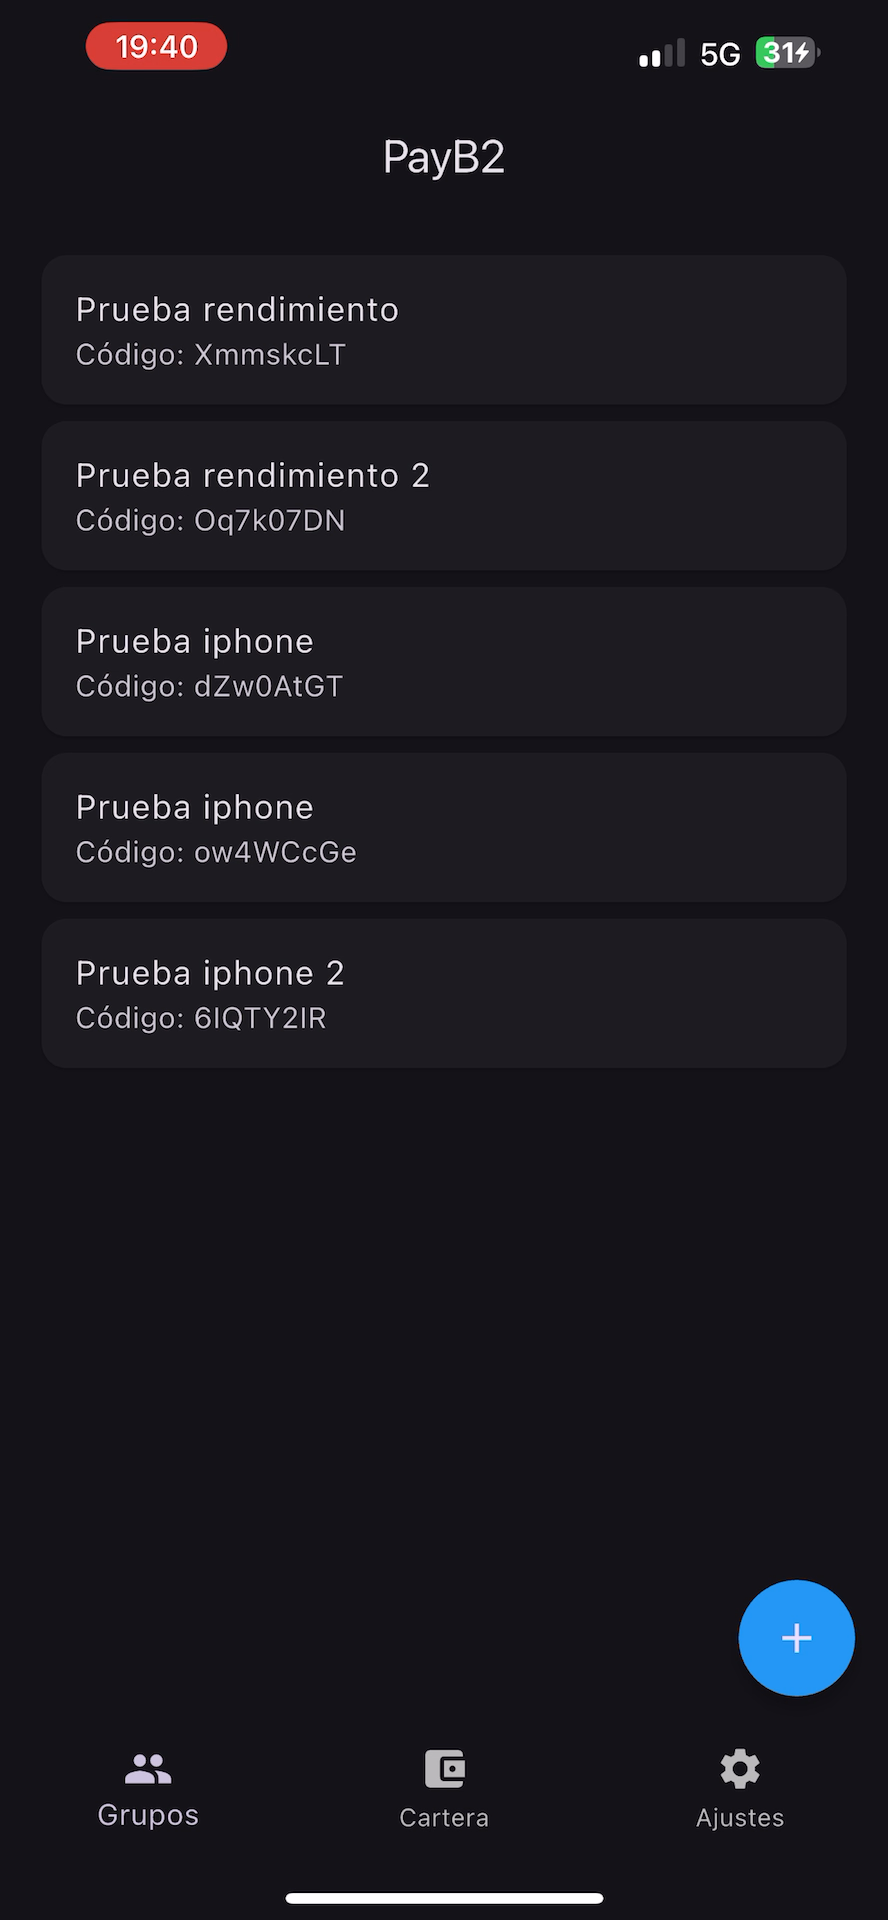 19:40
5G 31
PayB2
Prueba rendimiento
Código: XmmskcLT
Prueba rendimiento 2
Código: Oq7k07DN
Prueba iphone
Código: dZw0AtGT
Prueba iphone
Código: ow4WCcGe
Prueba iphone 2
Código: 6IQTY2IR
Grupos
Cartera
Ajustes